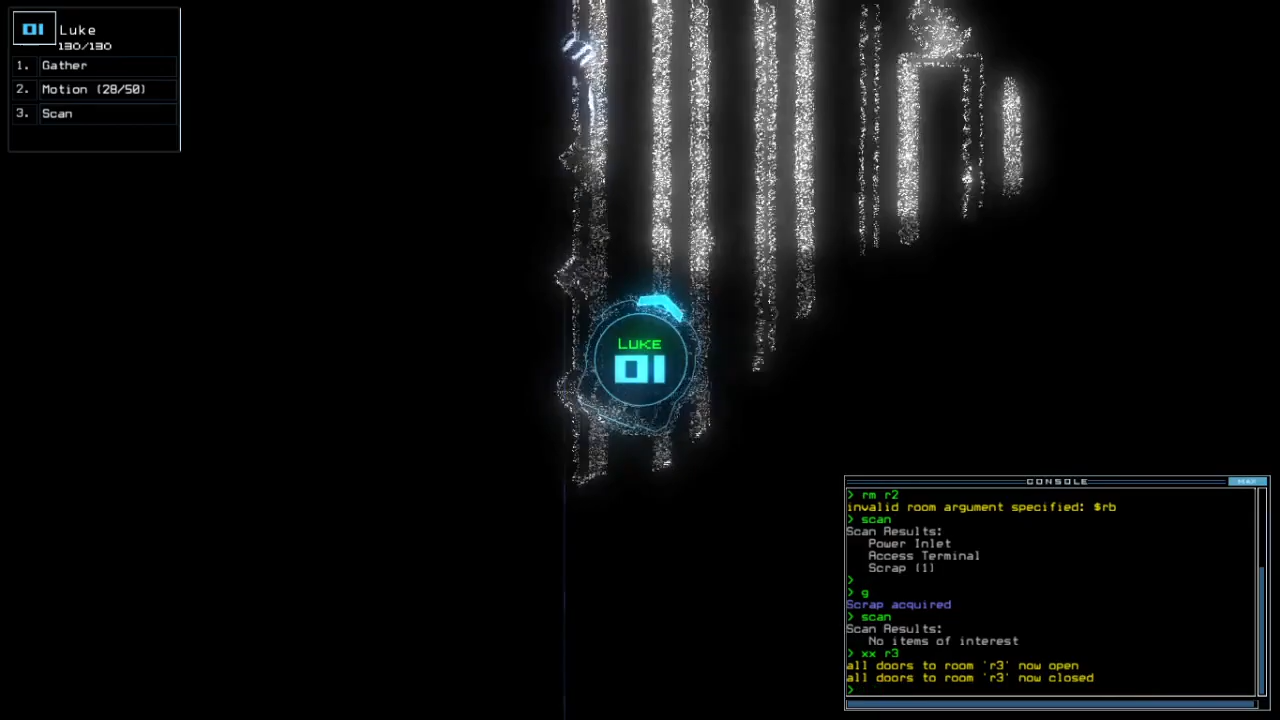 01 Luke
130/130
1. Gather
2. Motion (28/50)
3. Scan
LUKE
01
CONSOLE
> rm r2
invalid room argument specified: $rb
> scan
Scan Results:
Power Inlet
Access Terminal
Scrap (1)
>
> g
Scrap acquired
> scan
Scan Results:
No items of interest
> xx r3
all doors to room 'r3' now open
all doors to room 'r3' now closed
>